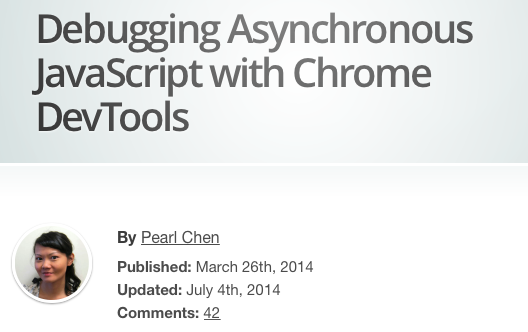 Debugging Asynchronous
JavaScript with Chrome
DevTools
By Pearl Chen
Published: March 26th, 2014
Updated: July 4th, 2014
Comments: 42